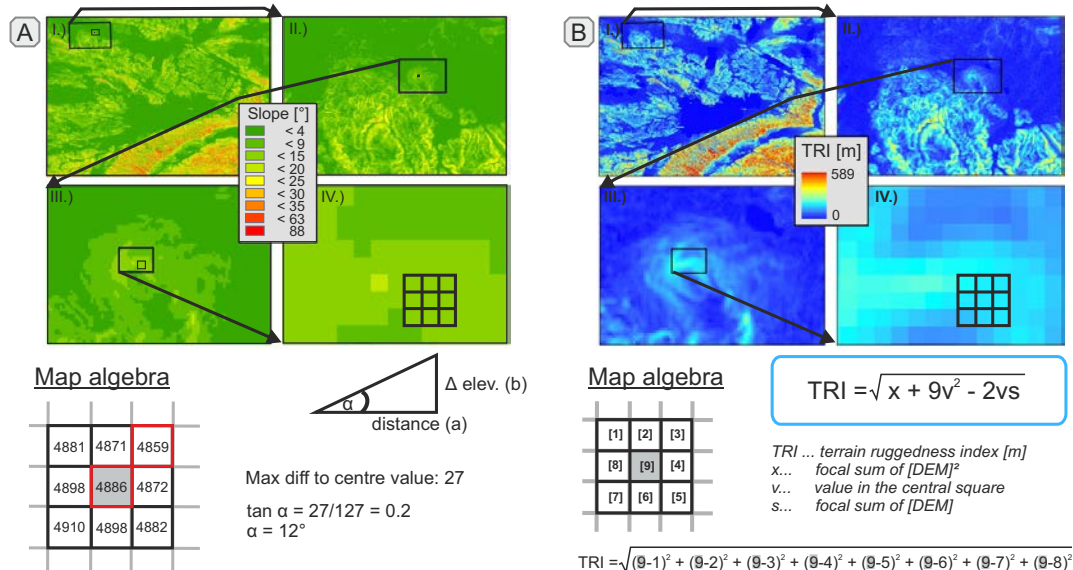 A
I.)
II.)
Slope [°]
< 4
< 9
< 15
< 20
< 25
< 30
< 35
< 63
88
III.)
IV.)
Map algebra
4881 4871 4859
4898 4886 4872
4910 4898 4882
α
Δ elev. (b)
distance (a)
Max diff to centre value: 27
tan α = 27/127 = 0.2
α = 12°
B
I.)
II.)
TRI [m]
589
0
III.)
IV.)
Map algebra
[1] [2] [3]
[8] [9] [4]
[7] [6] [5]
TRI = √x + 9v² - 2vs
TRI ... terrain ruggedness index [m]
x... focal sum of [DEM]²
v... value in the central square
s... focal sum of [DEM]
TRI = √(9-1)² + (9-2)² + (9-3)² + (9-4)² + (9-5)² + (9-6)² + (9-7)² + (9-8)²